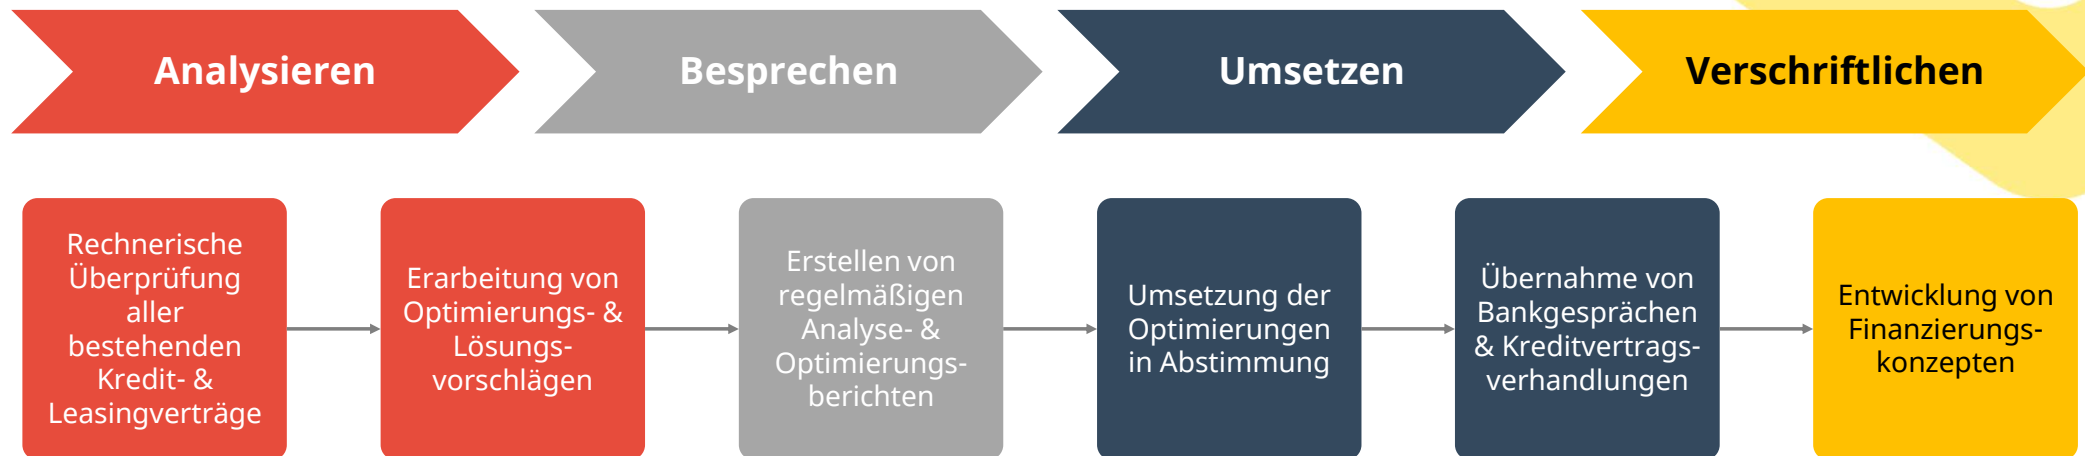 Analysieren
Besprechen
Umsetzen
Verschriftlichen
Rechnerische
Überprüfung
aller
bestehenden
Kredit- &
Leasingverträge
Erarbeitung von
Optimierungs- &
Lösungs-
vorschlägen
Erstellen von
regelmäßigen
Analyse- &
Optimierungs-
berichten
Umsetzung der
Optimierungen
in Abstimmung
Übernahme von
Bankgesprächen
& Kreditvertrags-
verhandlungen
Entwicklung von
Finanzierungs-
konzepten